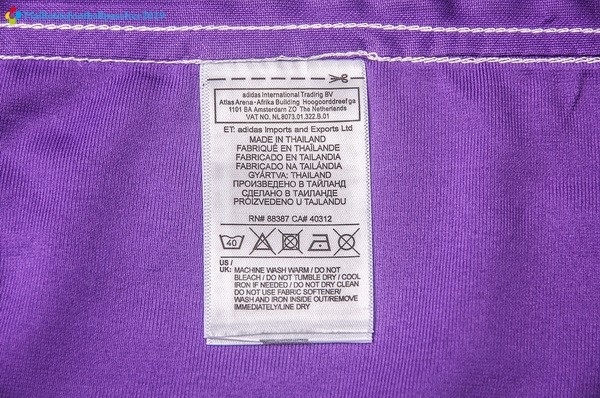 adidas International Trading BV
Atlas Arena-Afrika Building Hoogoorddreef ga
1101 BA Amsterdam ZO The Netherlands
VAT NO. NL8073.01.322.B.01
ET: adidas Imports and Exports Ltd
MADE IN THAILAND
FABRIQUÉ EN THAÏLANDE
FABRICADO EN TAILANDIA
FABRICADO NA TAILÂNDIA
GYÁRTVA: THAILAND
ПРОИЗВЕДЕНО В ТАЙЛАНД
СДЕЛАНО В ТАИЛАНДЕ
PROIZVEDENO U TAJLANDU
RN# 88387 CA# 40312
40
US /
UK: MACHINE WASH WARM / DO NOT
BLEACH / DO NOT TUMBLE DRY / COOL
IRON IF NEEDED / DO NOT DRY CLEAN
DO NOT USE FABRIC SOFTENER/
WASH AND IRON INSIDE OUT/REMOVE
IMMEDIATELY/LINE DRY